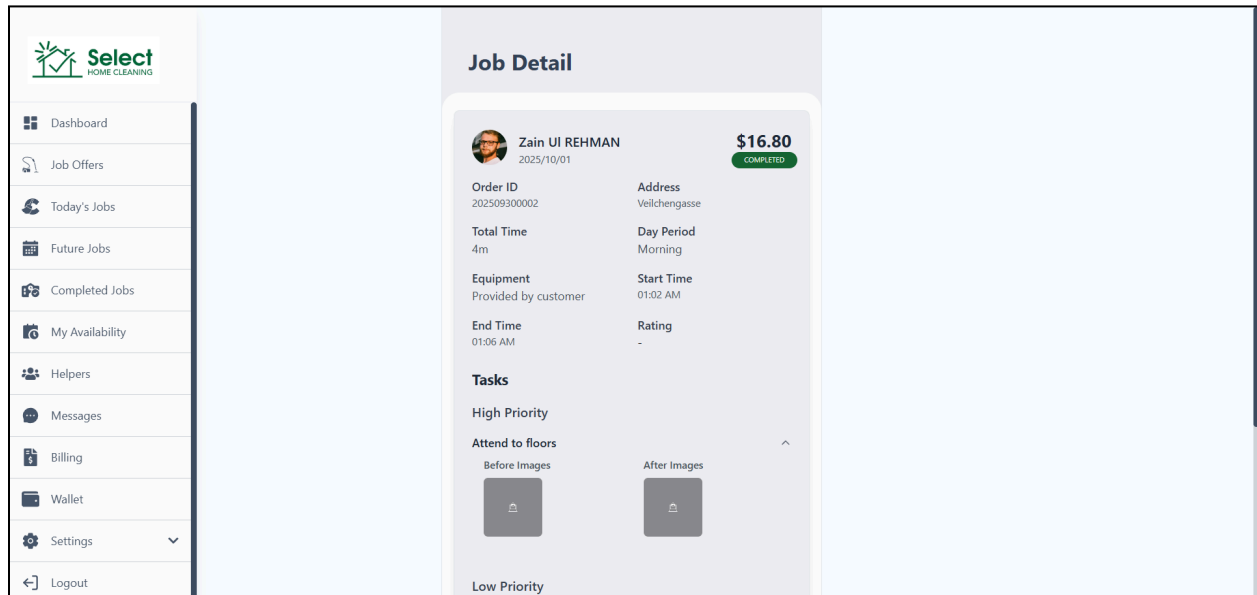 Select
HOME CLEANING
Dashboard
Job Offers
Today's Jobs
Future Jobs
Completed Jobs
My Availability
Helpers
Messages
Billing
Wallet
Settings
Logout
Job Detail
Zain Ul REHMAN
2025/10/01
$16.80
COMPLETED
Order ID
202509300002
Address
Veilchengasse
Total Time
4m
Day Period
Morning
Equipment
Provided by customer
Start Time
01:02 AM
End Time
01:06 AM
Rating
-
Tasks
High Priority
Attend to floors
Before Images
After Images
Low Priority